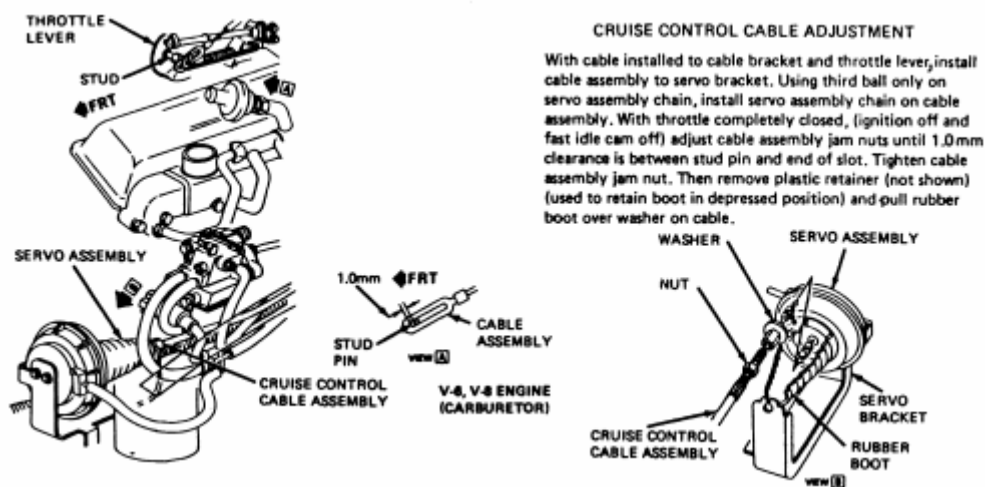 THROTTLE
LEVER
STUD
FRT
A
SERVO ASSEMBLY
B
CRUISE CONTROL
CABLE ASSEMBLY
1.0mm
FRT
STUD
PIN
CABLE
ASSEMBLY
VIEW A
V-6, V-8 ENGINE
(CARBURETOR)
CRUISE CONTROL CABLE ADJUSTMENT
With cable installed to cable bracket and throttle lever, install
cable assembly to servo bracket. Using third ball only on
servo assembly chain, install servo assembly chain on cable
assembly. With throttle completely closed, (ignition off and
fast idle cam off) adjust cable assembly jam nuts until 1.0mm
clearance is between stud pin and end of slot. Tighten cable
assembly jam nut. Then remove plastic retainer (not shown)
(used to retain boot in depressed position) and pull rubber
boot over washer on cable.
WASHER
SERVO ASSEMBLY
NUT
CRUISE CONTROL
CABLE ASSEMBLY
SERVO
BRACKET
RUBBER
BOOT
VIEW B